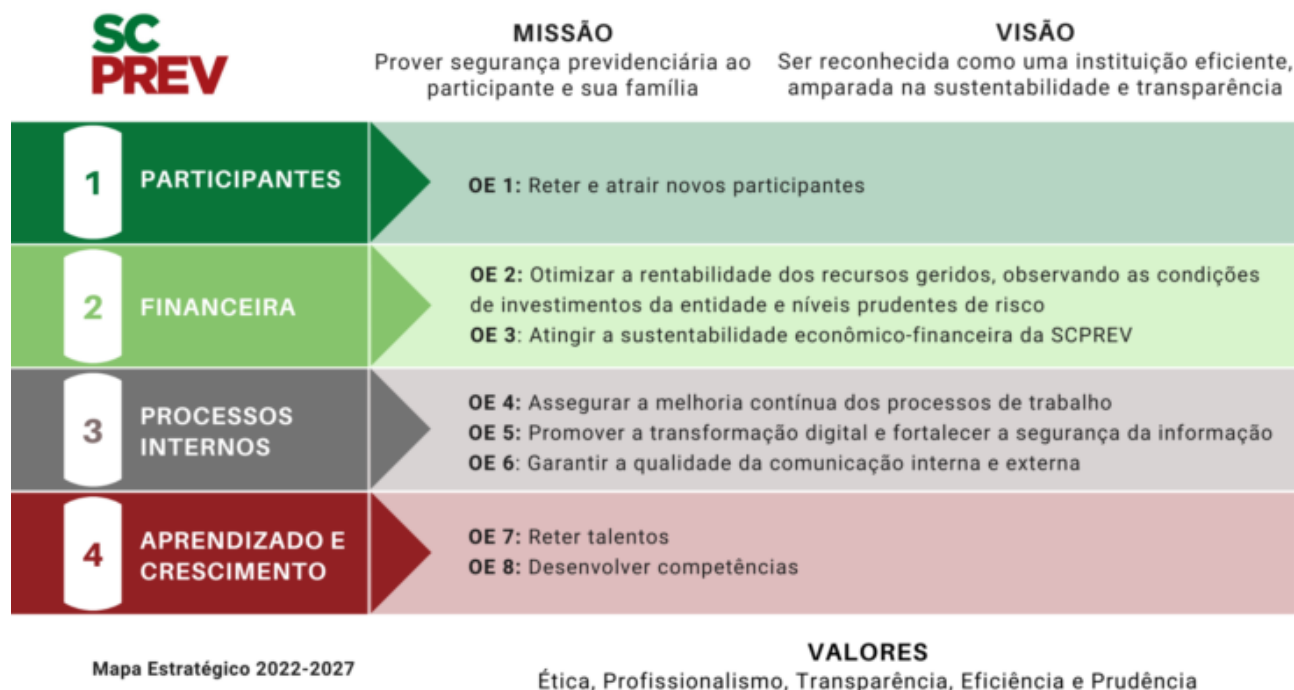 SC
PREV
MISSÃO
Prover segurança previdenciária ao
participante e sua família
VISÃO
Ser reconhecida como uma instituição eficiente,
amparada na sustentabilidade e transparência
1
PARTICIPANTES
OE 1: Reter e atrair novos participantes
2
FINANCEIRA
OE 2: Otimizar a rentabilidade dos recursos geridos, observando as condições
de investimentos da entidade e níveis prudentes de risco
OE 3: Atingir a sustentabilidade econômico-financeira da SCPREV
3
PROCESSOS
INTERNOS
OE 4: Assegurar a melhoria contínua dos processos de trabalho
OE 5: Promover a transformação digital e fortalecer a segurança da informação
OE 6: Garantir a qualidade da comunicação interna e externa
4
APRENDIZADO E
CRESCIMENTO
OE 7: Reter talentos
OE 8: Desenvolver competências
Mapa Estratégico 2022-2027
VALORES
Ética, Profissionalismo, Transparência, Eficiência e Prudência